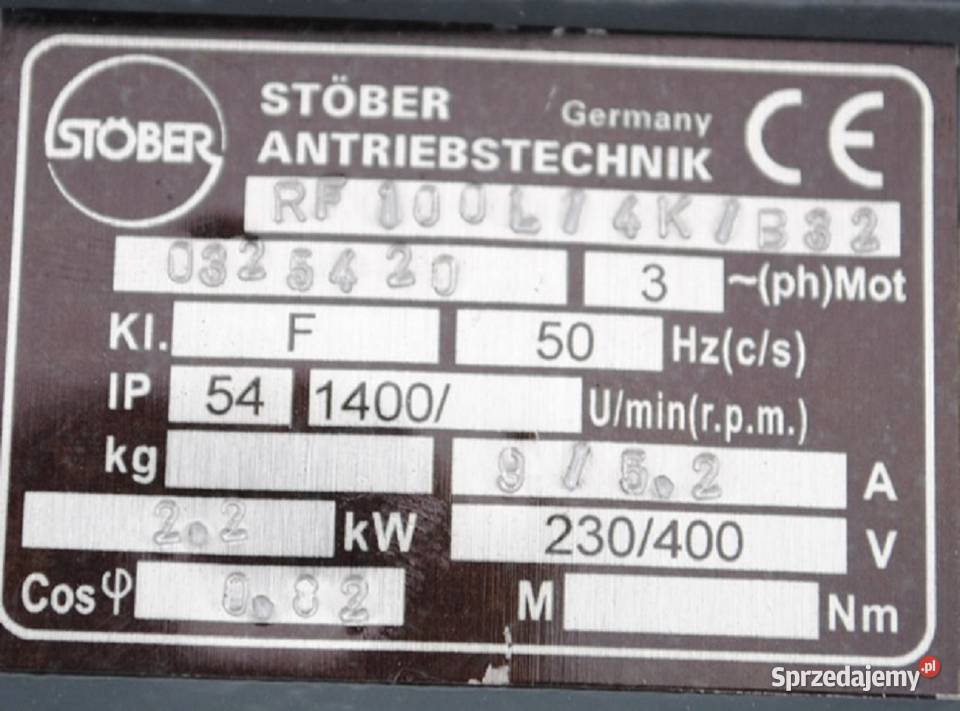 STÖBER
STÖBER Germany CE
ANTRIEBSTECHNIK
RF 100L/4K/B32
0325420 3 ~(ph)Mot
Kl. F 50 Hz(c/s)
IP 54 1400/ U/min(r.p.m.)
kg 9/5.2 A
2.2 kW 230/400 V
Cosφ 0.82 M Nm
Sprzedajemy.pl